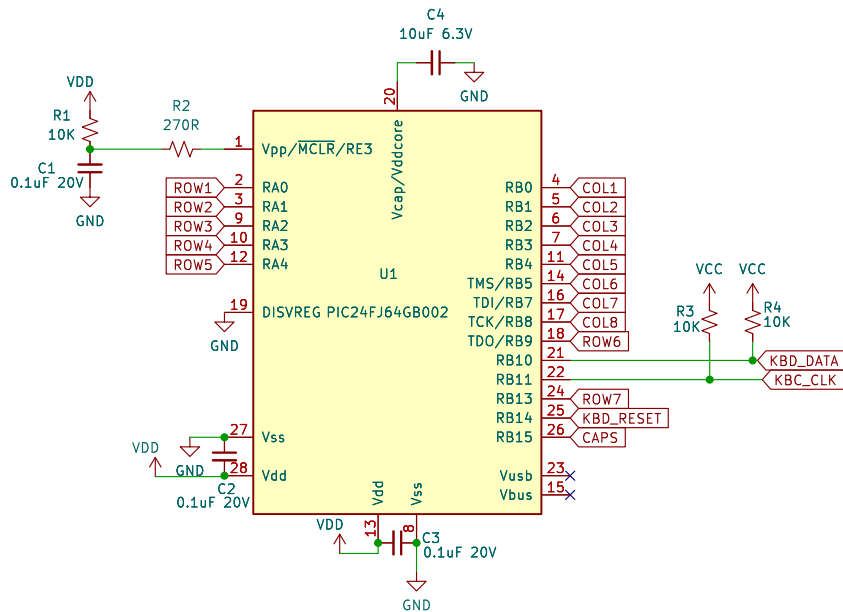 C4
10uF 6.3V
GND
VDD
R1
10K
R2
270R
C1
0.1uF 20V
GND
20
Vcap/Vddcore
1
Vpp/MCLR/RE3
ROW1
2
RA0
ROW2
3
RA1
ROW3
9
RA2
ROW4
10
RA3
ROW5
12
RA4
U1
19
DISVREG
PIC24FJ64GB002
GND
RB0
4
COL1
RB1
5
COL2
RB2
6
COL3
RB3
7
COL4
RB4
11
COL5
TMS/RB5
14
COL6
TDI/RB7
16
COL7
TCK/RB8
17
COL8
TDO/RB9
18
ROW6
RB10
21
KBD_DATA
RB11
22
KBC_CLK
VCC
VCC
R3
10K
R4
10K
RB13
24
ROW7
RB14
25
KBD_RESET
RB15
26
CAPS
Vusb
23
Vbus
15
27
Vss
GND
VDD
28
Vdd
C2
0.1uF 20V
Vdd
13
Vss
8
VDD
C3
0.1uF 20V
GND